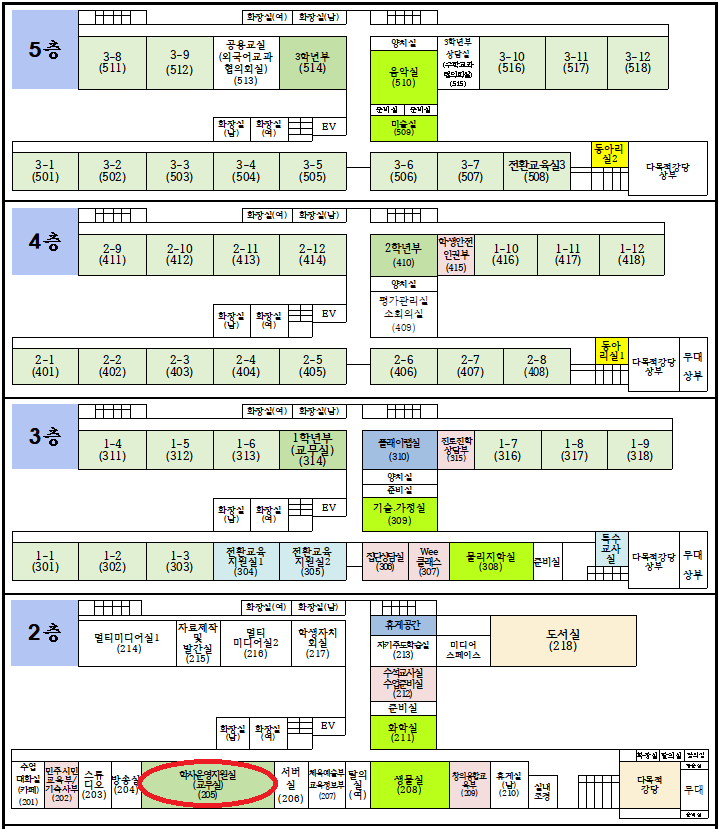 화장실(여) 화장실(남)
5층
3-8
(511)
3-9
(512)
공용교실
(외국어교과
협의회실)
(513)
3학년부
(514)
양치실
음악실
(510)
준비실 준비실
미술실
(509)
3학년부
상담실
(수학교과
협의회실)
(515)
3-10
(516)
3-11
(517)
3-12
(518)
화장실
(남)
화장실
(여)
EV
3-1
(501)
3-2
(502)
3-3
(503)
3-4
(504)
3-5
(505)
3-6
(506)
3-7
(507)
전환교육실3
(508)
동아리
실2
다목적강당
상부
화장실(여) 화장실(남)
4층
2-9
(411)
2-10
(412)
2-11
(413)
2-12
(414)
2학년부
(410)
양치실
평가관리실
소회의실
(409)
학생안전
인권부
(415)
1-10
(416)
1-11
(417)
1-12
(418)
화장실
(남)
화장실
(여)
EV
2-1
(401)
2-2
(402)
2-3
(403)
2-4
(404)
2-5
(405)
2-6
(406)
2-7
(407)
2-8
(408)
동아
리실1
다목적강당
상부
무대
상부
화장실(여) 화장실(남)
3층
1-4
(311)
1-5
(312)
1-6
(313)
1학년부
(교무실)
(314)
플레이랩실
(310)
양치실
준비실
기술.가정실
(309)
진로진학
상담부
(315)
1-7
(316)
1-8
(317)
1-9
(318)
화장실
(남)
화장실
(여)
EV
1-1
(301)
1-2
(302)
1-3
(303)
전환교육
지원실1
(304)
전환교육
지원실2
(305)
집단상담실
(306)
Wee
클래스
(307)
물리지학실
(308)
준비실
특수
교사
실
다목적강당
상부
무대
상부
화장실(여) 화장실(남)
2층
멀티미디어실1
(214)
자료제작
및
발간실
(215)
멀티
미디어실2
(216)
학생자치
회실
(217)
휴게공간
자기주도학습실
(213)
수석교사실
수업준비실
(212)
준비실
화학실
(211)
미디어
스페이스
도서실
(218)
화장실
(남)
화장실
(여)
EV
수업
대화실
(카페)
(201)
민주시민
교육부/
기숙사부
(202)
스튜
디오
(203)
방송실
(204)
학사운영지원실
(교무실)
(205)
서버
실
(206)
체육예술부
교육정보부
(207)
탈의
실
(여)
생물실
(208)
창의융합교
육부
(209)
휴게실
(남)
(210)
실내
조경
화장실 탈의실 탈의실
다목적
강당
방송실
무대
준비실